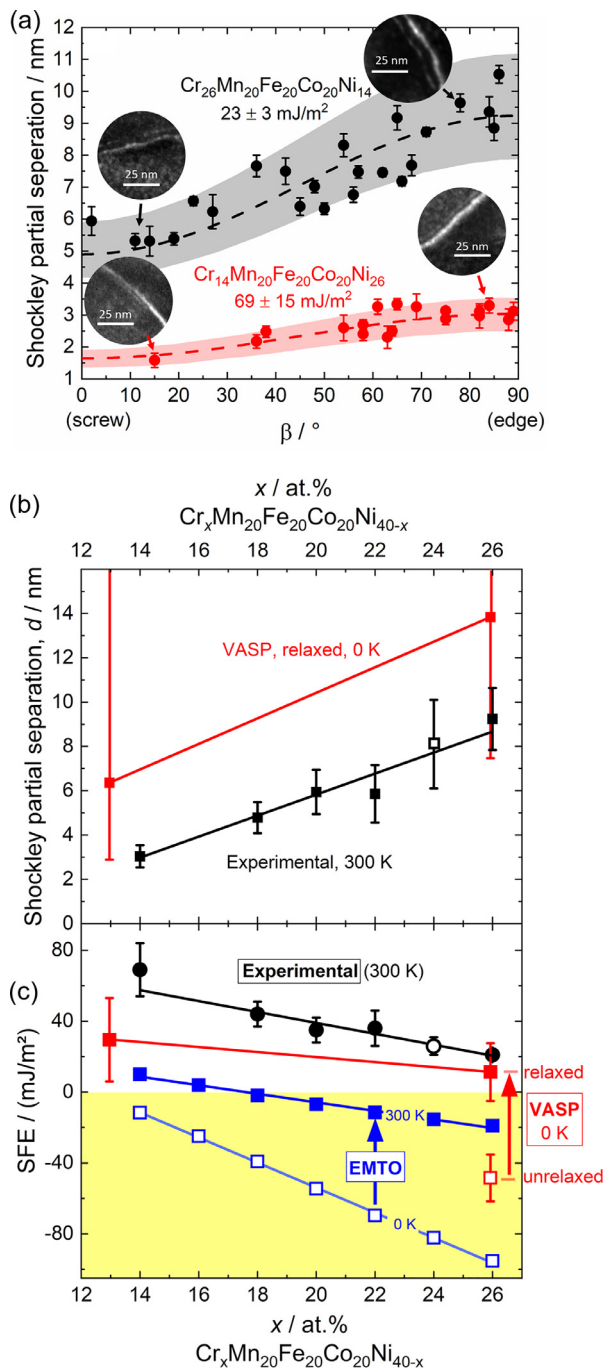 (a)
Shockley partial seperation / nm
12
11
10
9
8
7
6
5
4
3
2
1
25 nm
25 nm
25 nm
25 nm
Cr₂₆Mn₂₀Fe₂₀Co₂₀Ni₁₄
23 ± 3 mJ/m²
Cr₁₄Mn₂₀Fe₂₀Co₂₀Ni₂₆
69 ± 15 mJ/m²
0 10 20 30 40 50 60 70 80 90
(screw) (edge)
β / °
(b)
x / at.%
CrₓMn₂₀Fe₂₀Co₂₀Ni₄₀₋ₓ
12 14 16 18 20 22 24 26
Shockley partial separation, d / nm
14
12
10
8
6
4
2
0
VASP, relaxed, 0 K
Experimental, 300 K
(c)
SFE / (mJ/m²)
80
40
0
-40
-80
Experimental (300 K)
300 K
EMTO
0 K
relaxed
VASP
0 K
unrelaxed
12 14 16 18 20 22 24 26
x / at.%
CrₓMn₂₀Fe₂₀Co₂₀Ni₄₀₋ₓ